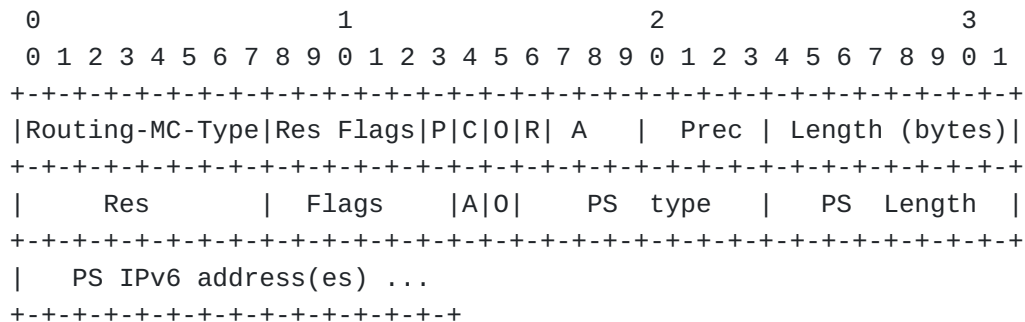 0                   1                   2                   3
 0 1 2 3 4 5 6 7 8 9 0 1 2 3 4 5 6 7 8 9 0 1 2 3 4 5 6 7 8 9 0 1
+-+-+-+-+-+-+-+-+-+-+-+-+-+-+-+-+-+-+-+-+-+-+-+-+-+-+-+-+-+-+-+-+
|Routing-MC-Type|Res Flags|P|C|O|R| A   |  Prec | Length (bytes)|
+-+-+-+-+-+-+-+-+-+-+-+-+-+-+-+-+-+-+-+-+-+-+-+-+-+-+-+-+-+-+-+-+
|     Res       |  Flags    |A|O|    PS  type   |   PS  Length  |
+-+-+-+-+-+-+-+-+-+-+-+-+-+-+-+-+-+-+-+-+-+-+-+-+-+-+-+-+-+-+-+-+
|   PS IPv6 address(es) ...
+-+-+-+-+-+-+-+-+-+-+-+-+-+-+